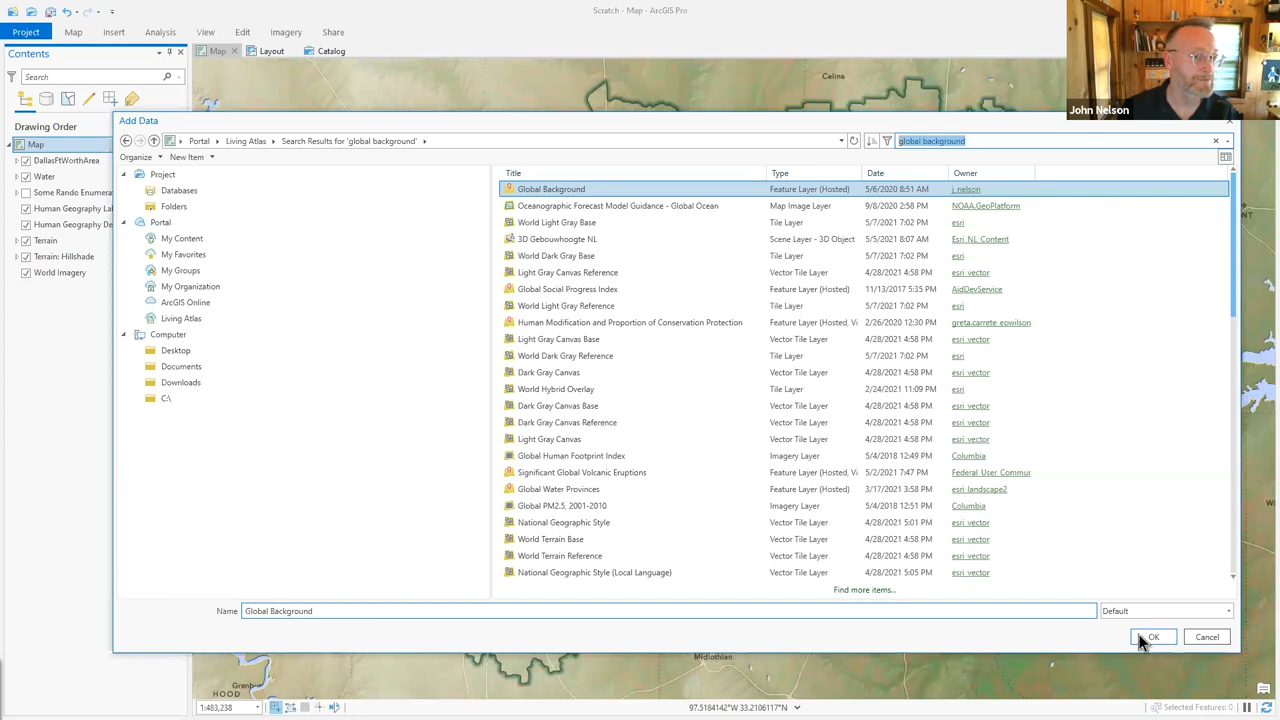 Scratch - Map - ArcGIS Pro
Project Map Insert Analysis View Edit Imagery Share
Contents
Map Layout Catalog
Search
Celina
John Nelson
Drawing Order
Map
DallasFtWorthArea
Water
Some Rando Enumera
Human Geography La
Human Geography De
Terrain
Terrain: Hillshade
World Imagery
Add Data
Portal Living Atlas Search Results for 'global background'
global background
Organize New Item
Project
Databases
Folders
Portal
My Content
My Favorites
My Groups
My Organization
ArcGIS Online
Living Atlas
Computer
Desktop
Documents
Downloads
C:\
Title Type Date Owner
Global Background Feature Layer (Hosted) 5/6/2020 8:51 AM j_nelson
Oceanographic Forecast Model Guidance - Global Ocean Map Image Layer 9/8/2020 2:58 PM NOAA.GeoPlatform
World Light Gray Base Tile Layer 5/7/2021 7:02 PM esri
3D Gebouwhoogte NL Scene Layer - 3D Object 5/5/2021 8:07 AM Esri_NL_Content
World Dark Gray Base Tile Layer 5/7/2021 7:02 PM esri
Light Gray Canvas Reference Vector Tile Layer 4/28/2021 4:58 PM esri_vector
Global Social Progress Index Feature Layer (Hosted) 11/13/2017 5:35 PM AidDevService
World Light Gray Reference Tile Layer 5/7/2021 7:02 PM esri
Human Modification and Proportion of Conservation Protection Feature Layer (Hosted, Vi 2/26/2020 12:30 PM greta.carrete_eowilson
Light Gray Canvas Base Vector Tile Layer 4/28/2021 4:58 PM esri_vector
World Dark Gray Reference Tile Layer 5/7/2021 7:02 PM esri
Dark Gray Canvas Vector Tile Layer 4/28/2021 4:58 PM esri_vector
World Hybrid Overlay Tile Layer 2/24/2021 11:09 PM esri
Dark Gray Canvas Base Vector Tile Layer 4/28/2021 4:58 PM esri_vector
Dark Gray Canvas Reference Vector Tile Layer 4/28/2021 4:58 PM esri_vector
Light Gray Canvas Vector Tile Layer 4/28/2021 4:58 PM esri_vector
Global Human Footprint Index Imagery Layer 5/4/2018 12:49 PM Columbia
Significant Global Volcanic Eruptions Feature Layer (Hosted, Vi 5/2/2021 7:47 PM Federal_User_Commur
Global Water Provinces Feature Layer (Hosted) 3/17/2021 3:58 PM esri_landscape2
Global PM2.5, 2001-2010 Imagery Layer 5/4/2018 12:51 PM Columbia
National Geographic Style Vector Tile Layer 4/28/2021 5:01 PM esri_vector
World Terrain Base Vector Tile Layer 4/28/2021 4:58 PM esri_vector
World Terrain Reference Vector Tile Layer 4/28/2021 4:58 PM esri_vector
National Geographic Style (Local Language) Vector Tile Layer 4/28/2021 5:05 PM esri_vector
Find more items...
Name Global Background Default
OK Cancel
Midlothian
Granbu
HOOD
1:483,238 97.5184142°W 33.2106117°N Selected Features: 0